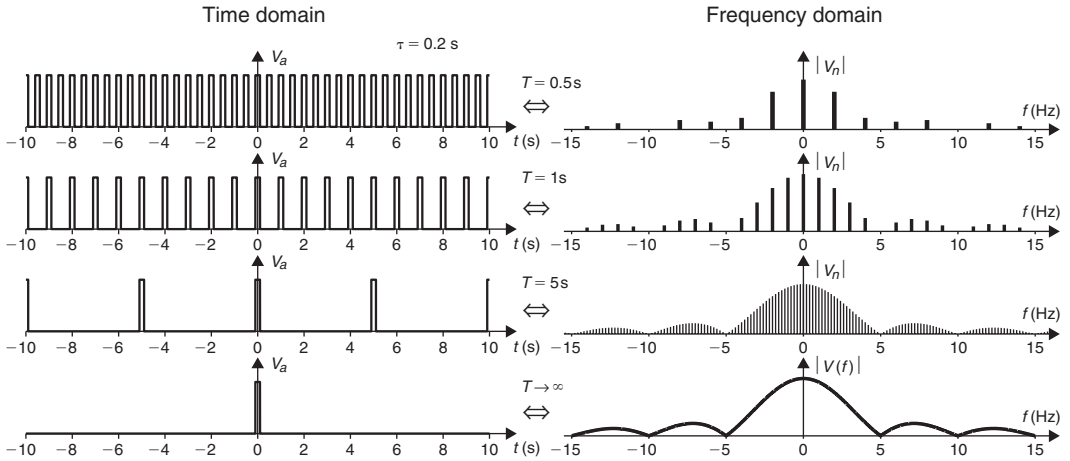 Time domain
Frequency domain
τ = 0.2 s
V_a
|V_n|
T = 0.5 s
⇔
f (Hz)
−10 −8 −6 −4 −2 0 2 4 6 8 10 t (s)
−15 −10 −5 0 5 10 15
V_a
|V_n|
T = 1s
⇔
f (Hz)
−10 −8 −6 −4 −2 0 2 4 6 8 10 t (s)
−15 −10 −5 0 5 10 15
V_a
|V_n|
T = 5s
⇔
f (Hz)
−10 −8 −6 −4 −2 0 2 4 6 8 10 t (s)
−15 −10 −5 0 5 10 15
V_a
|V(f)|
T → ∞
⇔
f (Hz)
−10 −8 −6 −4 −2 0 2 4 6 8 10 t (s)
−15 −10 −5 0 5 10 15